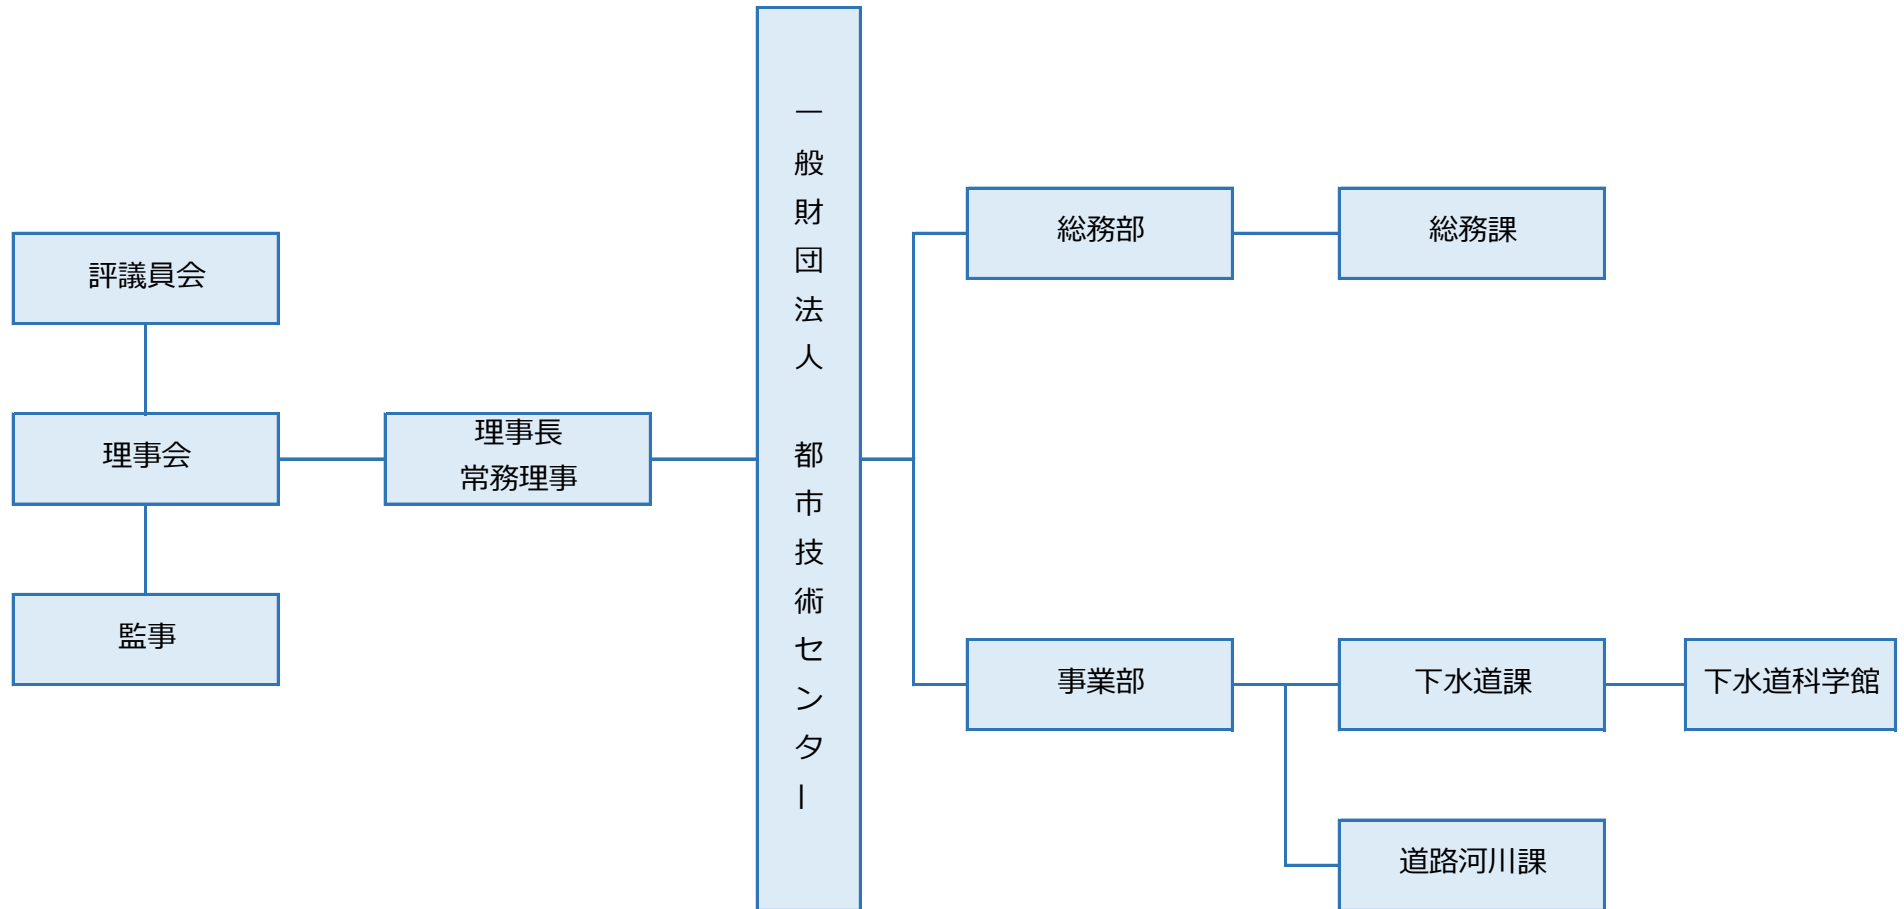 評議員会
理事会
監事
理事長
常務理事
一般財団法人　都市技術センター
総務部
総務課
事業部
下水道課
下水道科学館
道路河川課